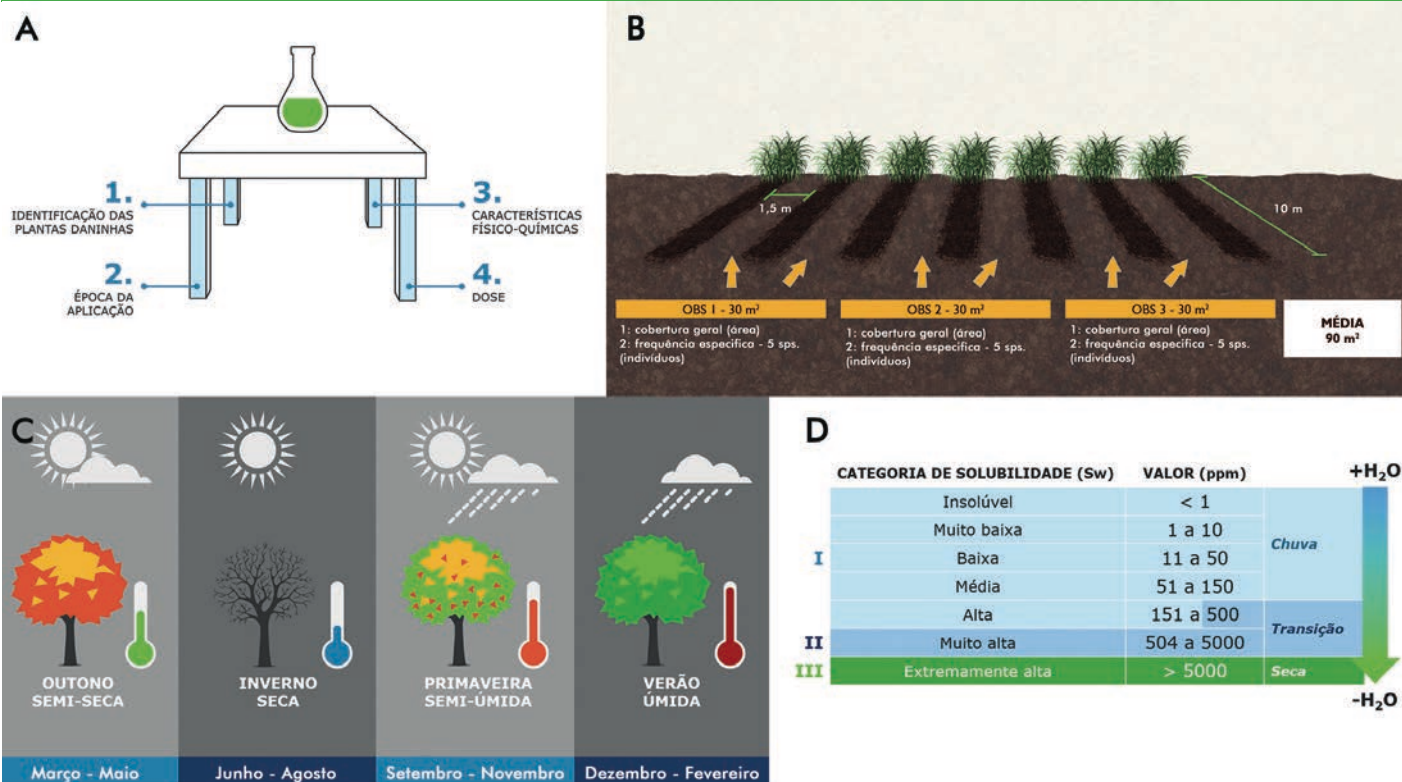 A
1.
IDENTIFICAÇÃO DAS
PLANTAS DANINHAS
2.
ÉPOCA DA
APLICAÇÃO
3.
CARACTERÍSTICAS
FÍSICO-QUÍMICAS
4.
DOSE
B
1,5 m
10 m
OBS 1 - 30 m²
1: cobertura geral (área)
2: frequência especifica - 5 sps.
(indivíduos)
OBS 2 - 30 m²
1: cobertura geral (área)
2: frequência especifica - 5 sps.
(indivíduos)
OBS 3 - 30 m²
1: cobertura geral (área)
2: frequência especifica - 5 sps.
(indivíduos)
MÉDIA
90 m²
C
OUTONO
SEMI-SECA
Março - Maio
INVERNO
SECA
Junho - Agosto
PRIMAVEIRA
SEMI-ÚMIDA
Setembro - Novembro
VERÃO
ÚMIDA
Dezembro - Fevereiro
D
CATEGORIA DE SOLUBILIDADE (Sw) VALOR (ppm) +H₂O
Insolúvel < 1
Muito baixa 1 a 10
Chuva
I Baixa 11 a 50
Média 51 a 150
Alta 151 a 500
Transição
II Muito alta 504 a 5000
III Extremamente alta > 5000 Seca
-H₂O